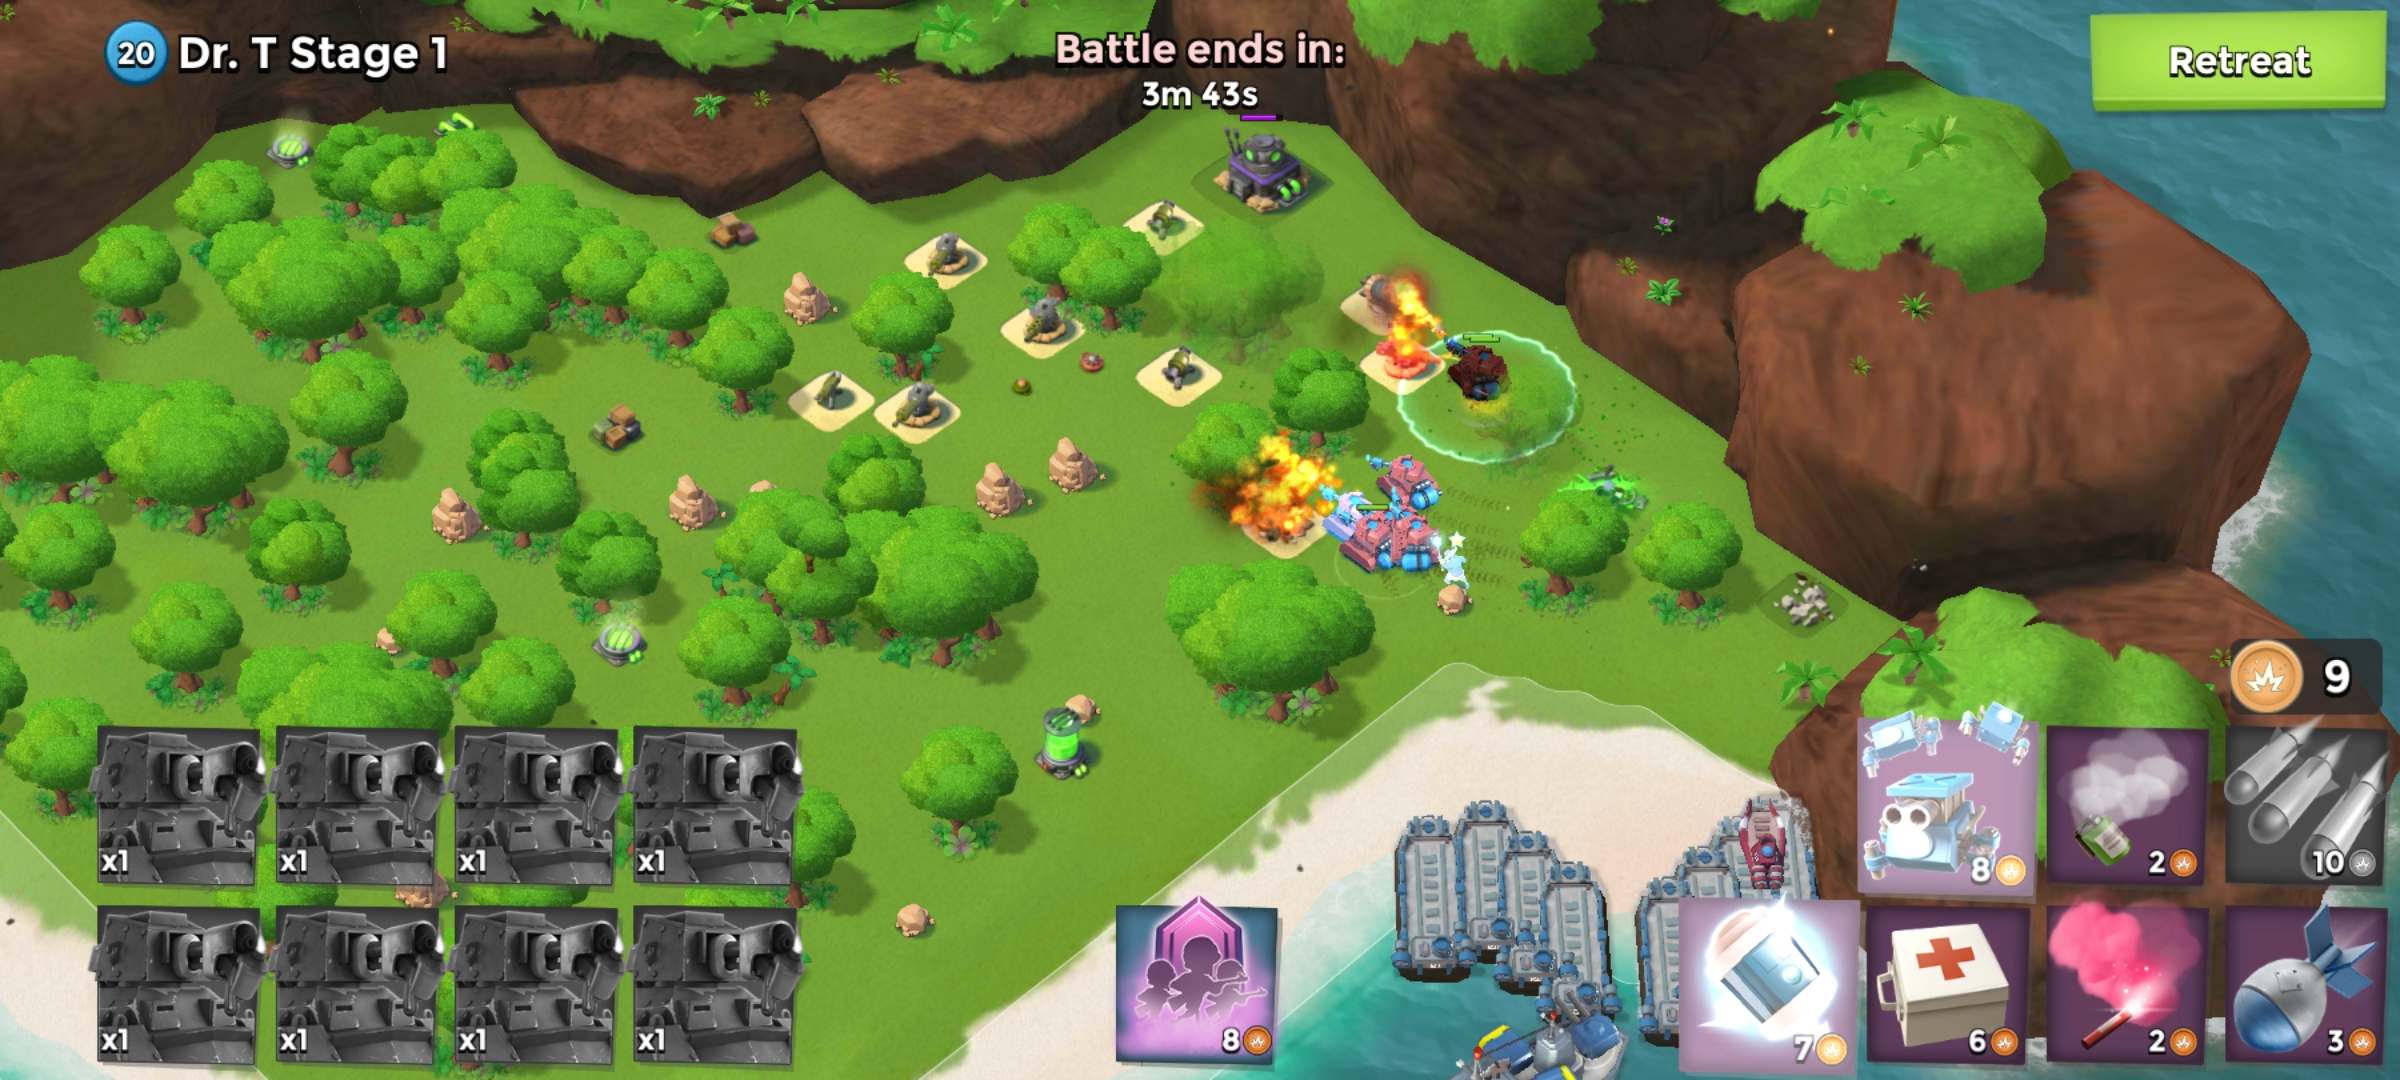 20 Dr. T Stage 1
Battle ends in:
3m 43s
Retreat
9
x1 x1 x1 x1
8 2 10
x1 x1 x1 x1
8 7 6 2 3